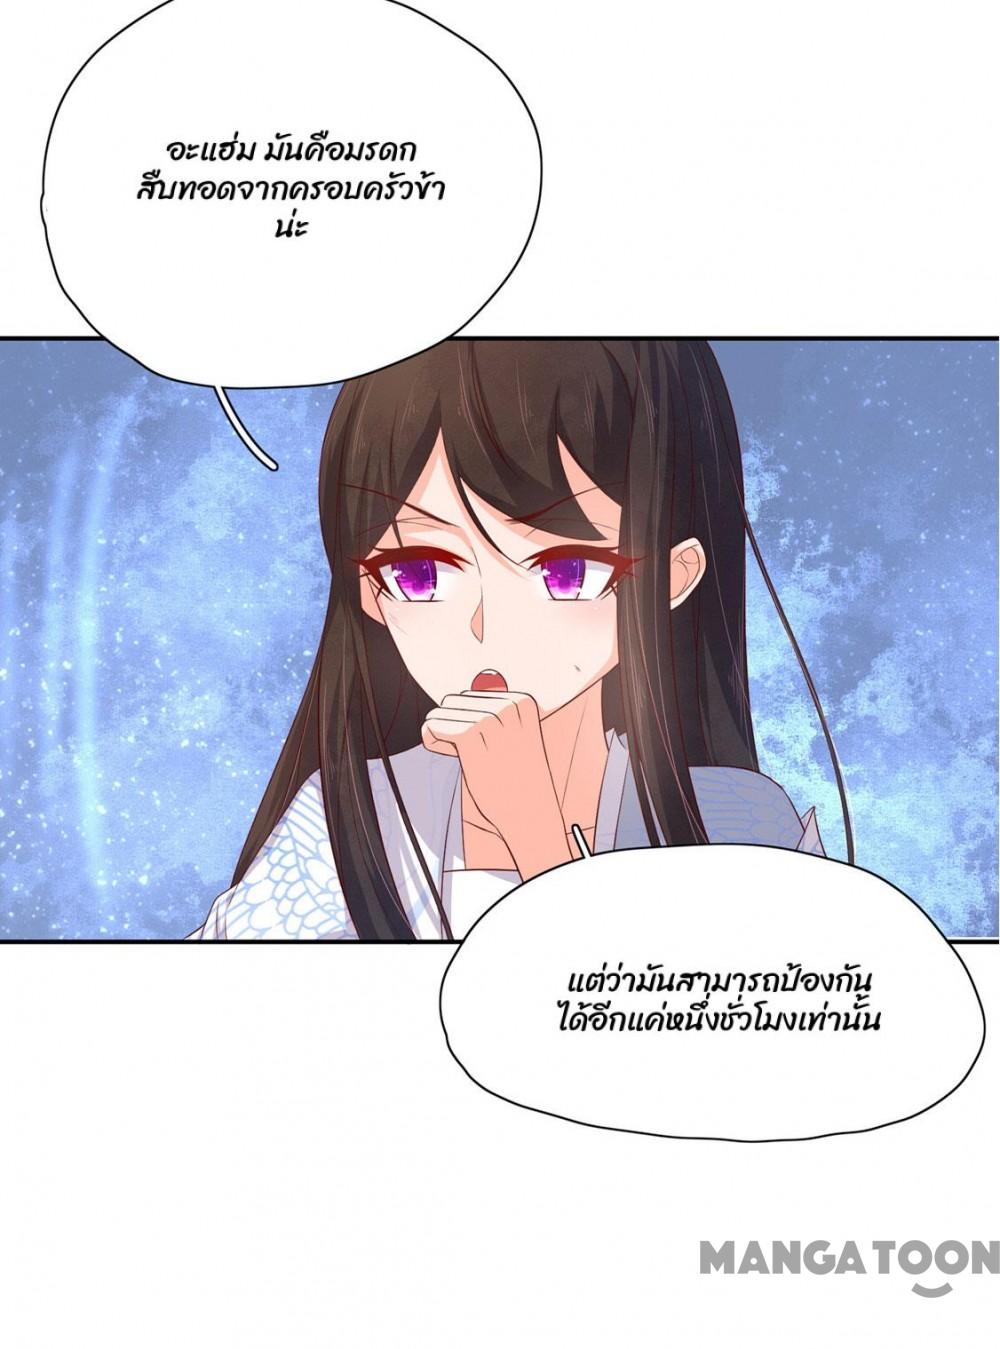 อะแฮ่ม มันคือมรดก
สืบทอดจากครอบครัวข้า
น่ะ
แต่ว่ามันสามารถป้องกัน
ได้อีกแค่หนึ่งชั่วโมงเท่านั้น
MANGATOON